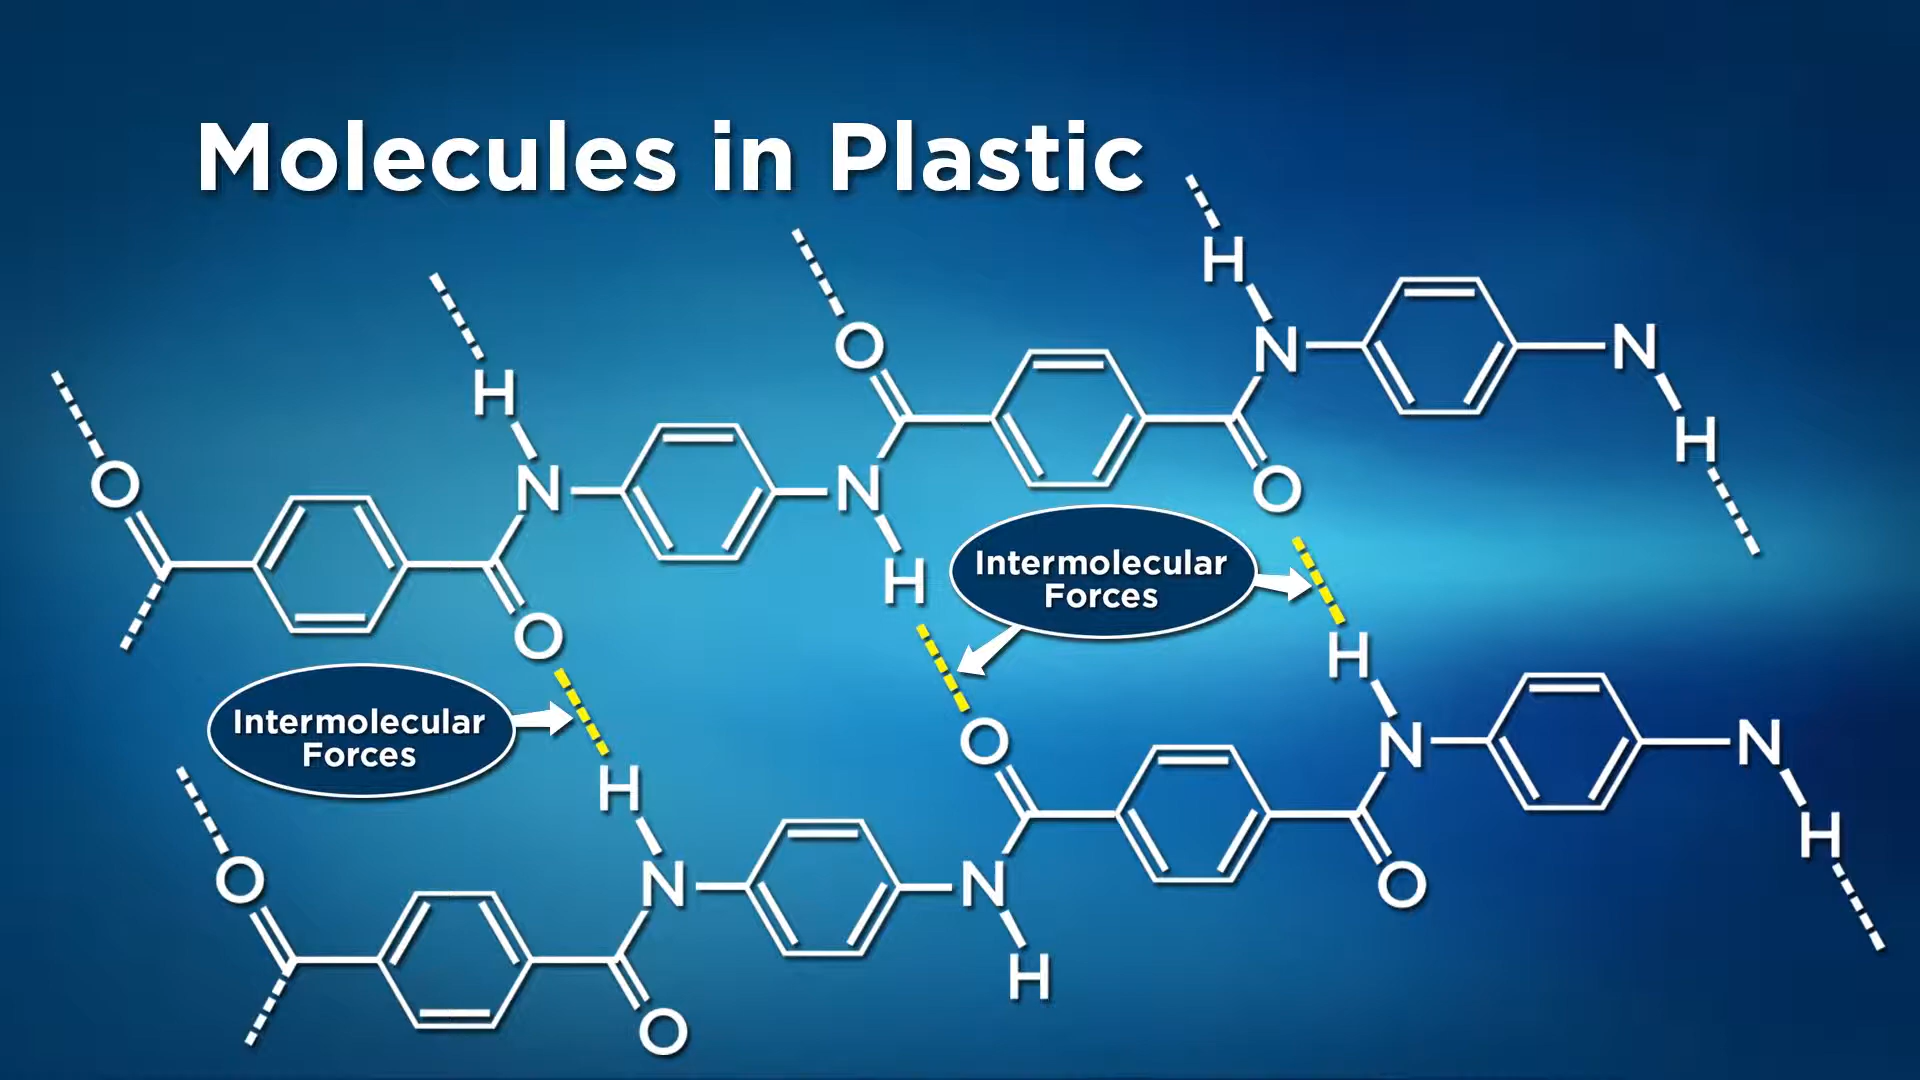 Molecules in Plastic
H
H
O
N
N
H
O
N
N
H
O
O
H
Intermolecular
Forces
O
H
Intermolecular
Forces
H
O
N
N
H
O
N
N
O
H
O